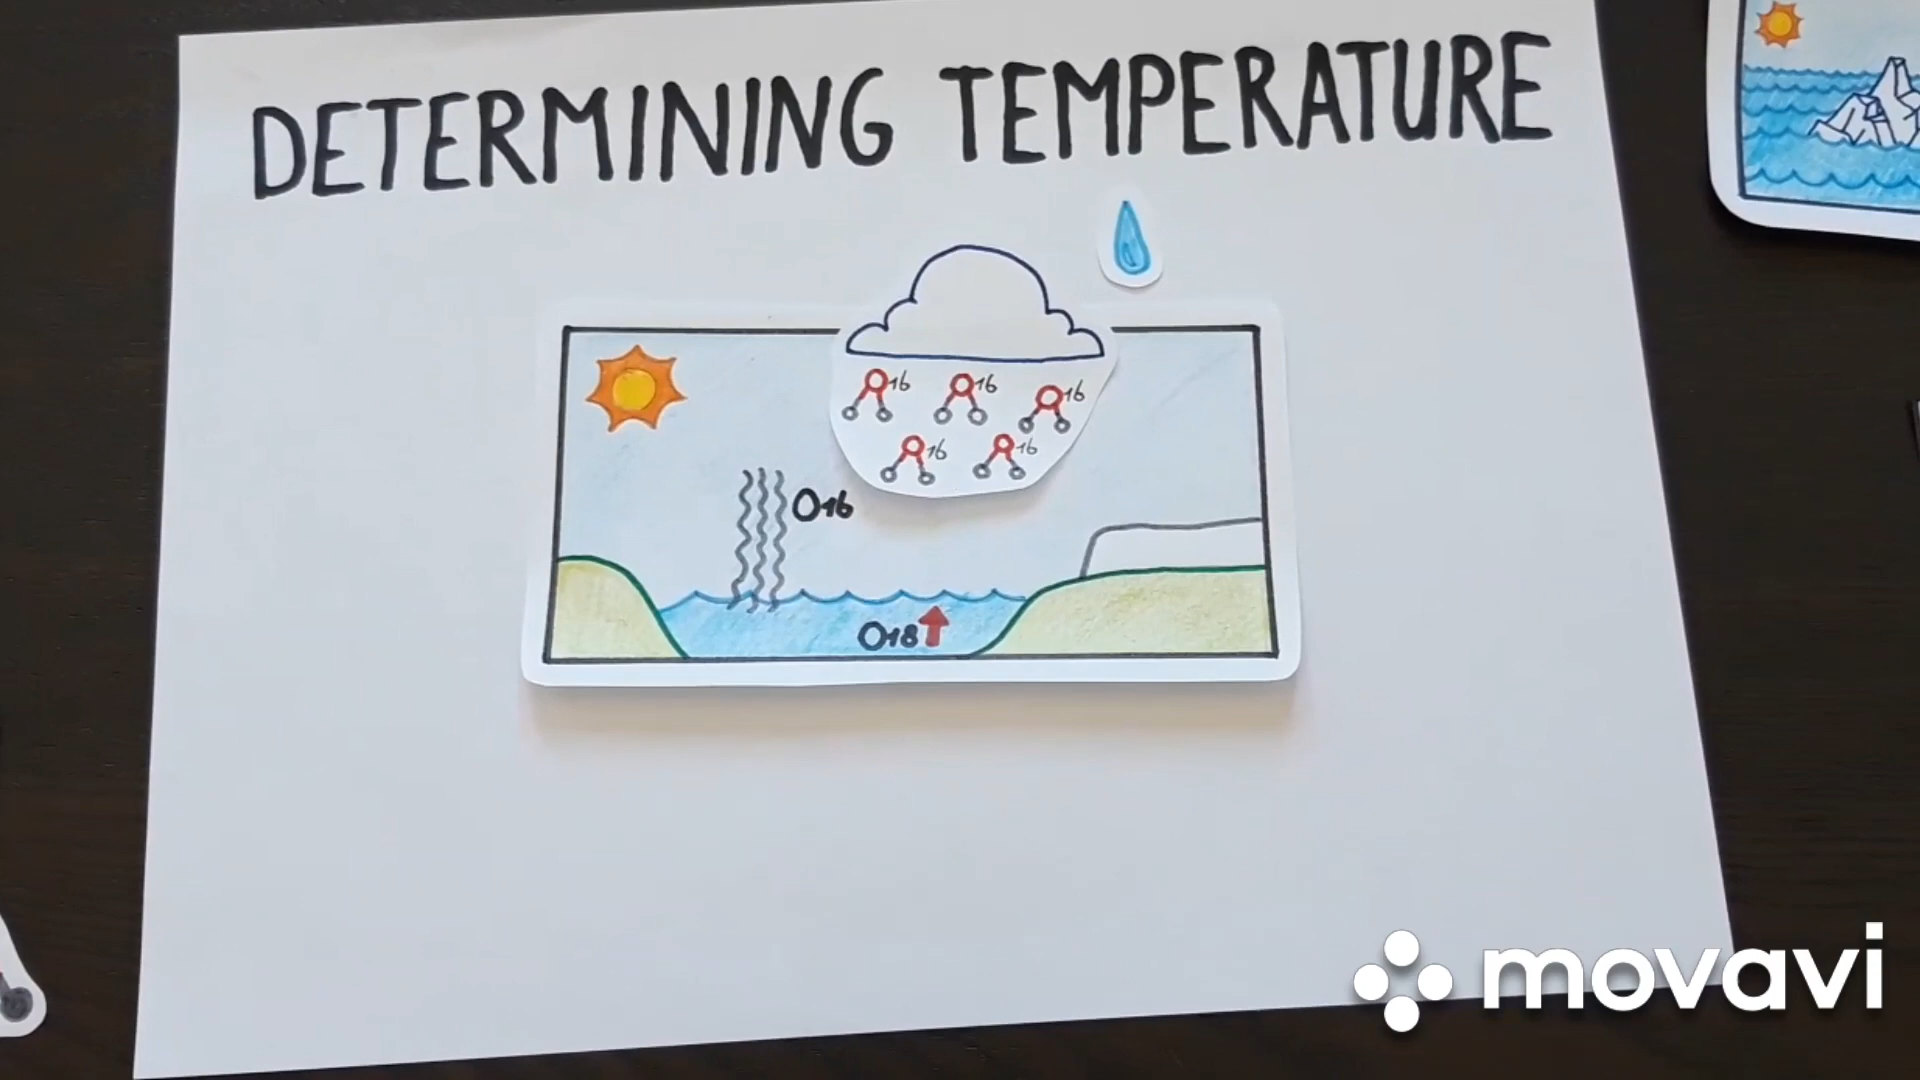 DETERMINING TEMPERATURE
16 16 16
16 16
O16
O18
movavi